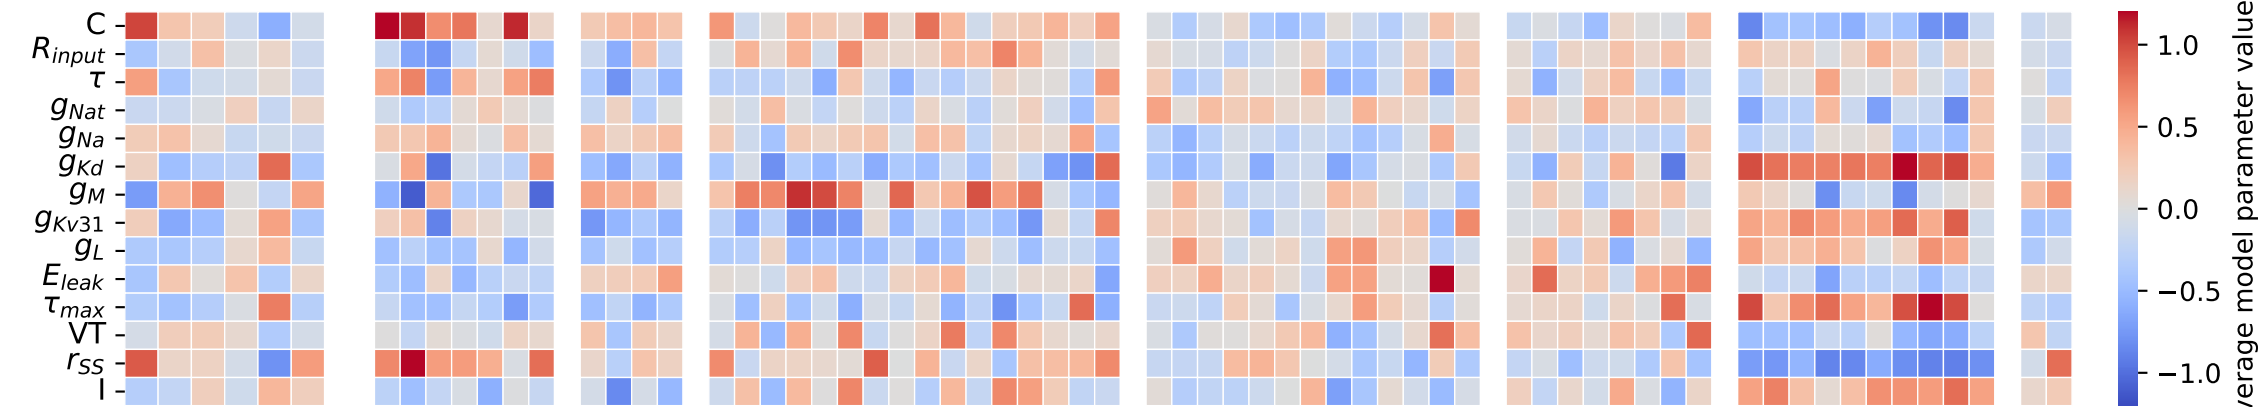 C
R_input
τ
g_Nat
g_Na
g_Kd
g_M
g_Kv31
g_L
E_leak
τ_max
VT
r_SS
I
1.0
0.5
0.0
−0.5
−1.0
model parameter value